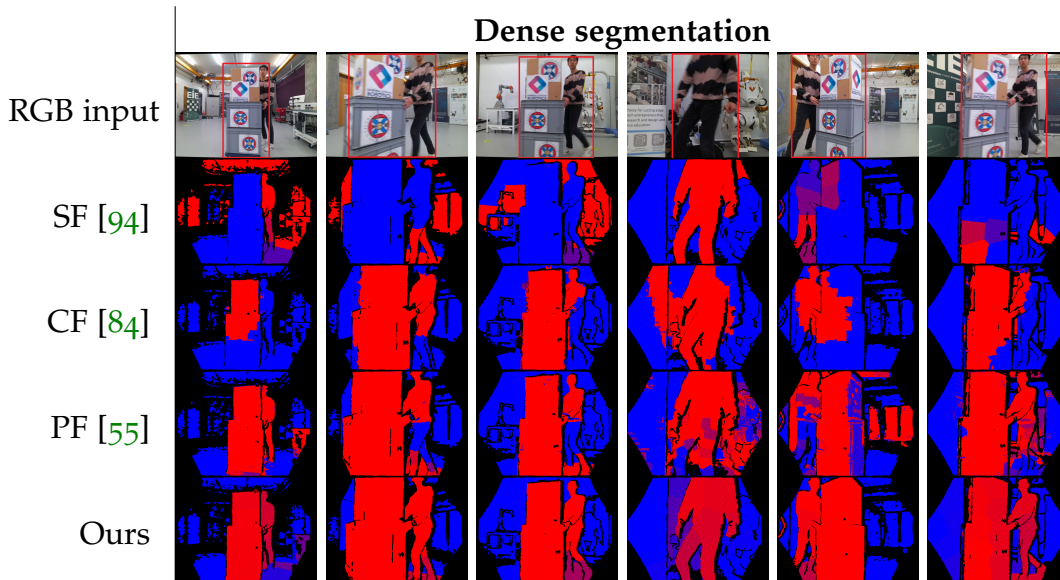 Dense segmentation
RGB input
SF [94]
CF [84]
PF [55]
Ours